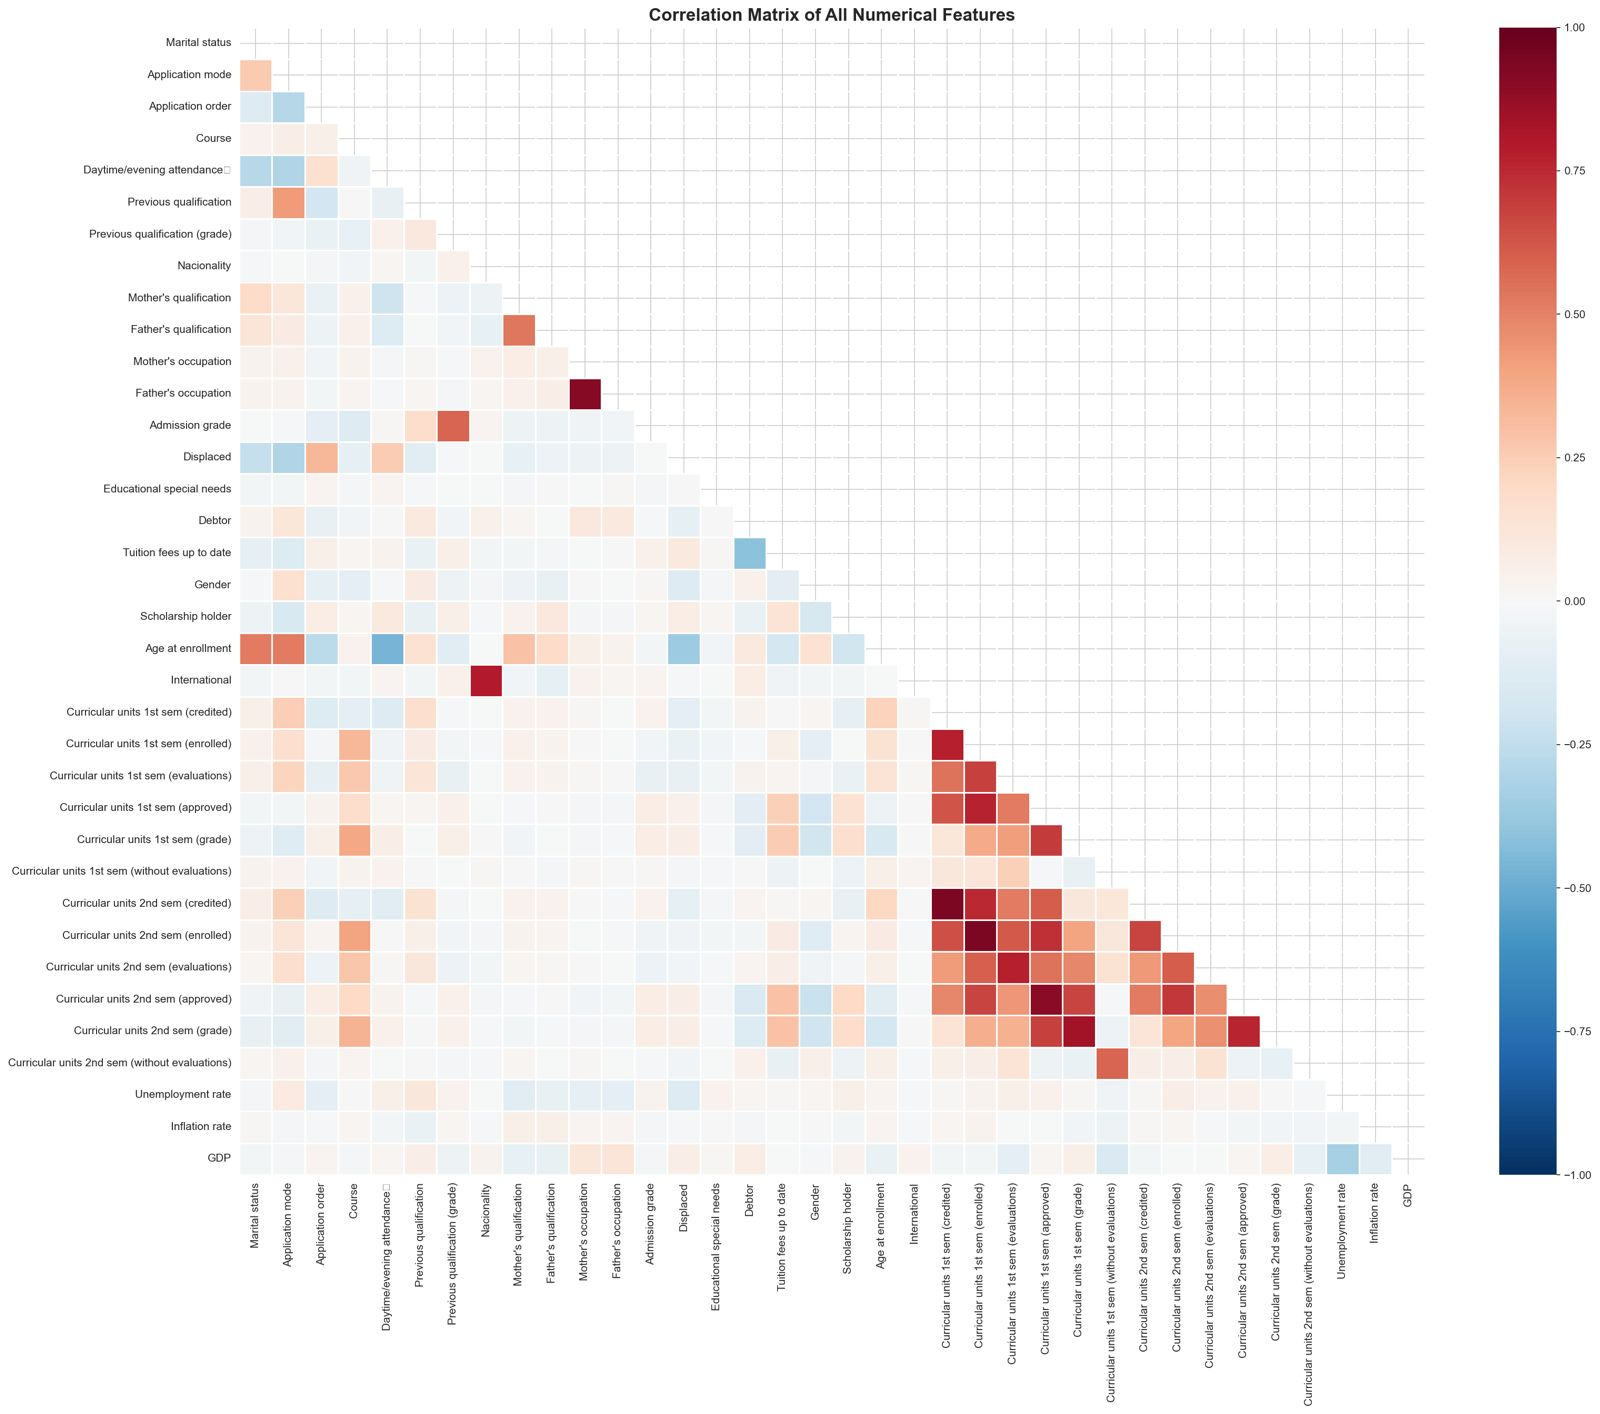 Correlation Matrix of All Numerical Features
Marital status
Application mode
Application order
Course
Daytime/evening attendance
Previous qualification
Previous qualification (grade)
Nacionality
Mother's qualification
Father's qualification
Mother's occupation
Father's occupation
Admission grade
Displaced
Educational special needs
Debtor
Tuition fees up to date
Gender
Scholarship holder
Age at enrollment
International
Curricular units 1st sem (credited)
Curricular units 1st sem (enrolled)
Curricular units 1st sem (evaluations)
Curricular units 1st sem (approved)
Curricular units 1st sem (grade)
Curricular units 1st sem (without evaluations)
Curricular units 2nd sem (credited)
Curricular units 2nd sem (enrolled)
Curricular units 2nd sem (evaluations)
Curricular units 2nd sem (approved)
Curricular units 2nd sem (grade)
Curricular units 2nd sem (without evaluations)
Unemployment rate
Inflation rate
GDP
Marital status
Application mode
Application order
Course
Daytime/evening attendance
Previous qualification
Previous qualification (grade)
Nacionality
Mother's qualification
Father's qualification
Mother's occupation
Father's occupation
Admission grade
Displaced
Educational special needs
Debtor
Tuition fees up to date
Gender
Scholarship holder
Age at enrollment
International
Curricular units 1st sem (credited)
Curricular units 1st sem (enrolled)
Curricular units 1st sem (evaluations)
Curricular units 1st sem (approved)
Curricular units 1st sem (grade)
Curricular units 1st sem (without evaluations)
Curricular units 2nd sem (credited)
Curricular units 2nd sem (enrolled)
Curricular units 2nd sem (evaluations)
Curricular units 2nd sem (approved)
Curricular units 2nd sem (grade)
Curricular units 2nd sem (without evaluations)
Unemployment rate
Inflation rate
GDP
1.00
0.75
0.50
0.25
0.00
−0.25
−0.50
−0.75
−1.00